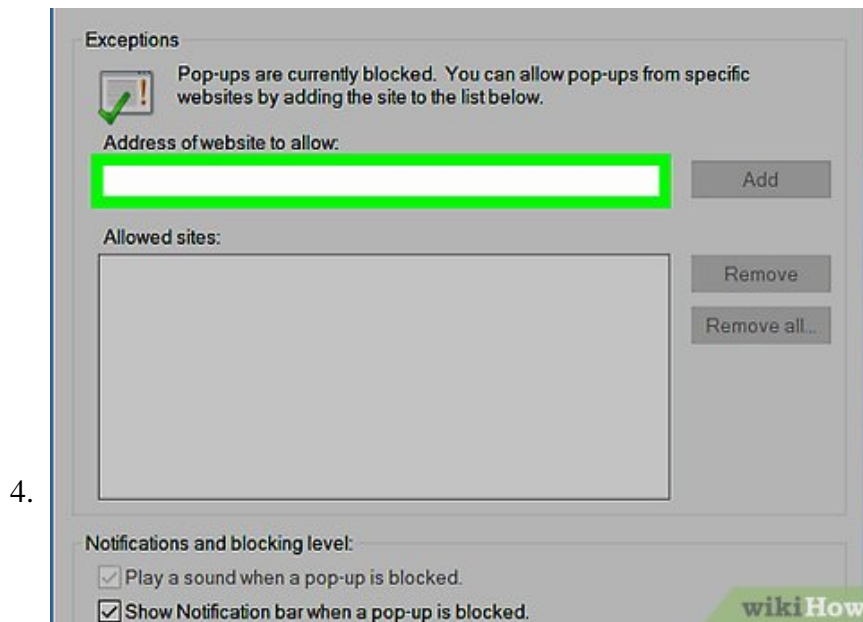 Exceptions
Pop-ups are currently blocked. You can allow pop-ups from specific
websites by adding the site to the list below.
Address of website to allow:
Add
Allowed sites:
Remove
Remove all...
4.
Notifications and blocking level:
Play a sound when a pop-up is blocked.
Show Notification bar when a pop-up is blocked.
wikiHow